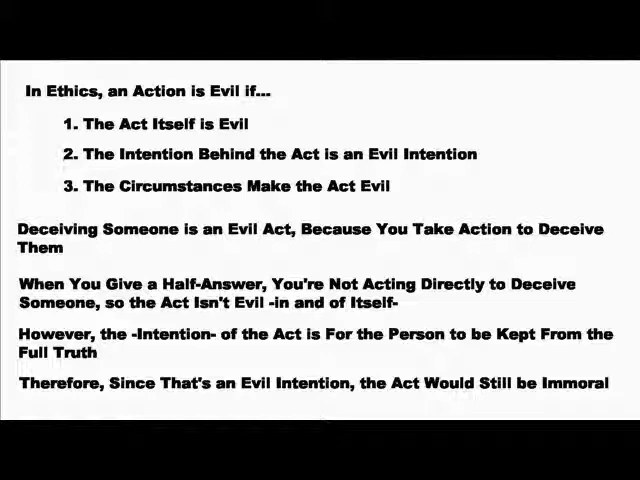 In Ethics, an Action is Evil if...
1. The Act Itself is Evil
2. The Intention Behind the Act is an Evil Intention
3. The Circumstances Make the Act Evil
Deceiving Someone is an Evil Act, Because You Take Action to Deceive
Them
When You Give a Half-Answer, You're Not Acting Directly to Deceive
Someone, so the Act Isn't Evil -in and of Itself-
However, the -Intention- of the Act is For the Person to be Kept From the
Full Truth
Therefore, Since That's an Evil Intention, the Act Would Still be Immoral